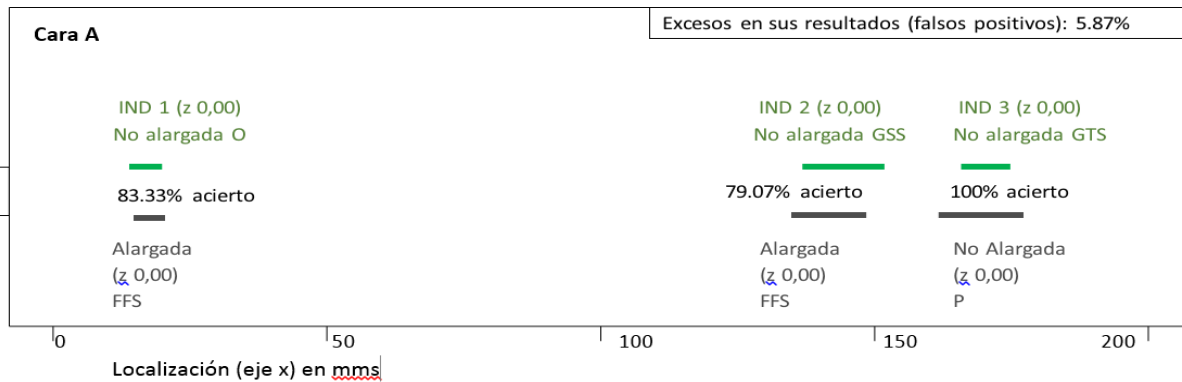 Cara A
Excesos en sus resultados (falsos positivos): 5.87%
IND 1 (z 0,00)
No alargada O
IND 2 (z 0,00)
No alargada GSS
IND 3 (z 0,00)
No alargada GTS
83.33% acierto
79.07% acierto
100% acierto
Alargada
(z 0,00)
FFS
Alargada
(z 0,00)
FFS
No Alargada
(z 0,00)
P
0
50
100
150
200
Localización (eje x) en mms